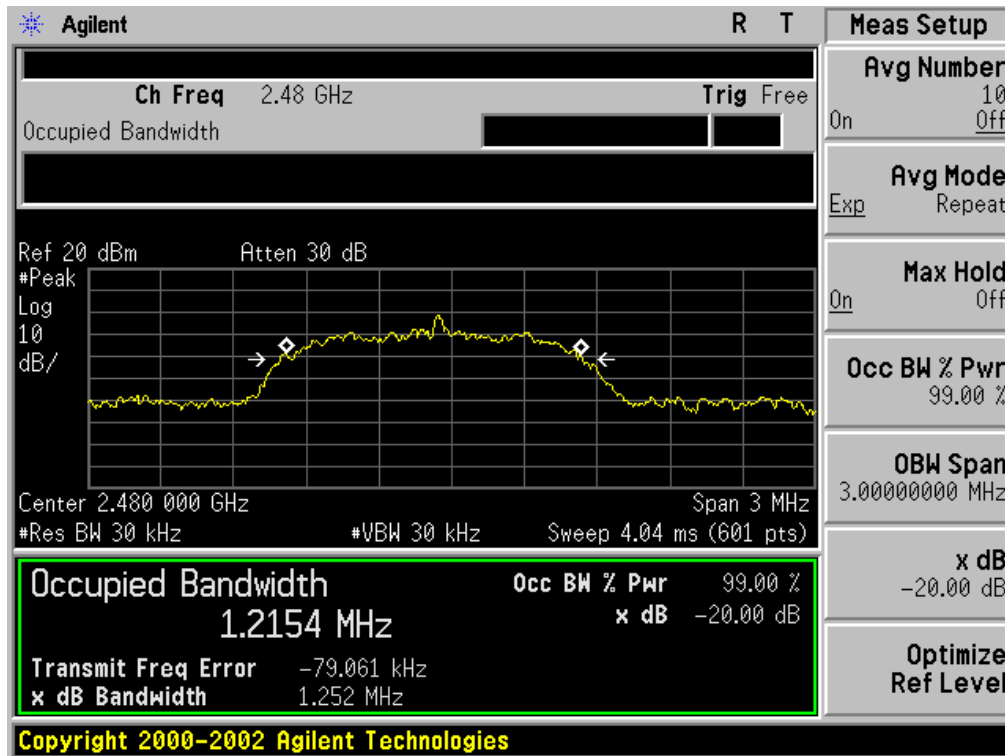 Agilent R T
Ch Freq 2.48 GHz Trig Free
Occupied Bandwidth
Ref 20 dBm Atten 30 dB
#Peak
Log
10
dB/
Center 2.480 000 GHz Span 3 MHz
#Res BW 30 kHz #VBW 30 kHz Sweep 4.04 ms (601 pts)
Occupied Bandwidth Occ BW % Pwr 99.00 %
1.2154 MHz x dB -20.00 dB
Transmit Freq Error -79.061 kHz
x dB Bandwidth 1.252 MHz
Copyright 2000-2002 Agilent Technologies
Meas Setup
Avg Number
10
On Off
Avg Mode
Exp Repeat
Max Hold
On Off
Occ BW % Pwr
99.00 %
OBW Span
3.00000000 MHz
x dB
-20.00 dB
Optimize
Ref Level